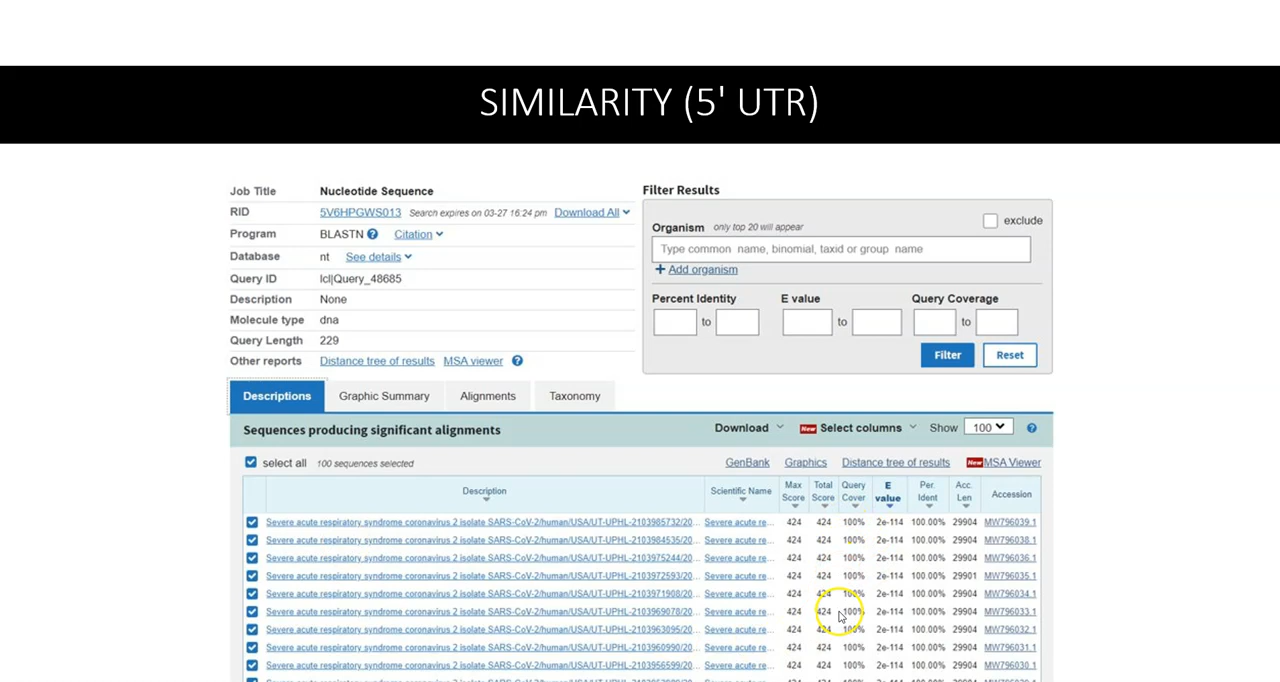 SIMILARITY (5' UTR)
Job Title Nucleotide Sequence
RID 5V6HPGWS013 Search expires on 03-27 16:24 pm Download All
Program BLASTN Citation
Database nt See details
Query ID lcl|Query_48685
Description None
Molecule type dna
Query Length 229
Other reports Distance tree of results MSA viewer
Filter Results
Organism only top 20 will appear exclude
Type common name, binomial, taxid or group name
+ Add organism
Percent Identity E value Query Coverage
to to to
Filter Reset
Descriptions Graphic Summary Alignments Taxonomy
Sequences producing significant alignments Download New Select columns Show 100
select all 100 sequences selected GenBank Graphics Distance tree of results New MSA Viewer
Description Scientific Name Max Score Total Score Query Cover E value Per. Ident Acc. Len Accession
Severe acute respiratory syndrome coronavirus 2 isolate SARS-CoV-2/human/USA/UT-UPHL-2103985732/20... Severe acute re... 424 424 100% 2e-114 100.00% 29904 MW796039.1
Severe acute respiratory syndrome coronavirus 2 isolate SARS-CoV-2/human/USA/UT-UPHL-2103984535/20... Severe acute re... 424 424 100% 2e-114 100.00% 29904 MW796038.1
Severe acute respiratory syndrome coronavirus 2 isolate SARS-CoV-2/human/USA/UT-UPHL-2103975244/20... Severe acute re... 424 424 100% 2e-114 100.00% 29904 MW796036.1
Severe acute respiratory syndrome coronavirus 2 isolate SARS-CoV-2/human/USA/UT-UPHL-2103972593/20... Severe acute re... 424 424 100% 2e-114 100.00% 29901 MW796035.1
Severe acute respiratory syndrome coronavirus 2 isolate SARS-CoV-2/human/USA/UT-UPHL-2103971908/20... Severe acute re... 424 424 100% 2e-114 100.00% 29904 MW796034.1
Severe acute respiratory syndrome coronavirus 2 isolate SARS-CoV-2/human/USA/UT-UPHL-2103969078/20... Severe acute re... 424 424 100% 2e-114 100.00% 29904 MW796033.1
Severe acute respiratory syndrome coronavirus 2 isolate SARS-CoV-2/human/USA/UT-UPHL-2103963095/20... Severe acute re... 424 424 100% 2e-114 100.00% 29904 MW796032.1
Severe acute respiratory syndrome coronavirus 2 isolate SARS-CoV-2/human/USA/UT-UPHL-2103960990/20... Severe acute re... 424 424 100% 2e-114 100.00% 29904 MW796031.1
Severe acute respiratory syndrome coronavirus 2 isolate SARS-CoV-2/human/USA/UT-UPHL-2103956599/20... Severe acute re... 424 424 100% 2e-114 100.00% 29904 MW796030.1